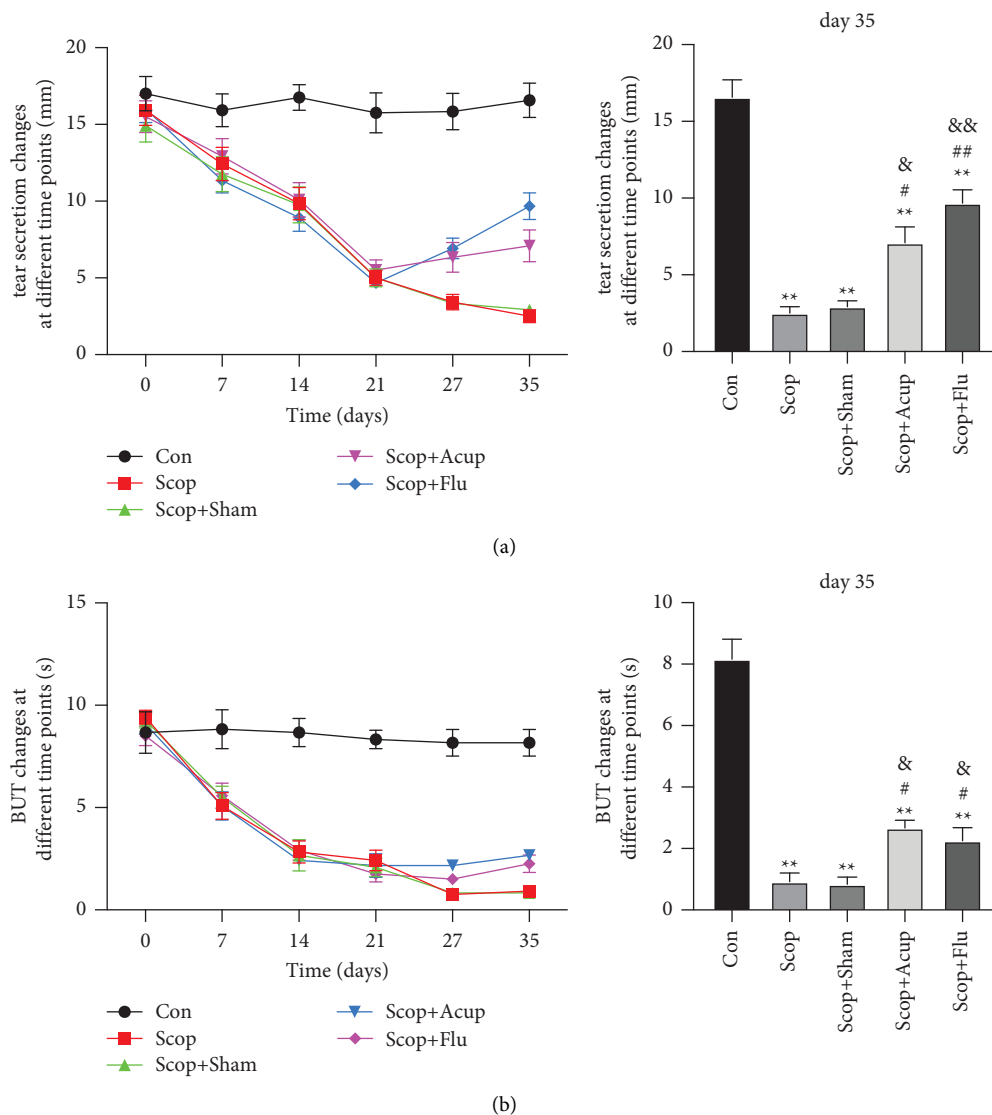 day 35
20
15
10
5
0
tear secretiom changes
at different time points (mm)
0 7 14 21 27 35
Time (days)
Con
Scop
Scop+Sham
Scop+Acup
Scop+Flu
20
15
10
5
0
tear secretiom changes
at different time points (mm)
**
**
&
#
**
&&
##
**
Con
Scop
Scop+Sham
Scop+Acup
Scop+Flu
(a)
day 35
15
10
5
0
BUT changes at
different time points (s)
0 7 14 21 27 35
Time (days)
Con
Scop
Scop+Sham
Scop+Acup
Scop+Flu
10
8
6
4
2
0
BUT changes at
different time points (s)
**
**
&
#
**
&
#
**
Con
Scop
Scop+Sham
Scop+Acup
Scop+Flu
(b)